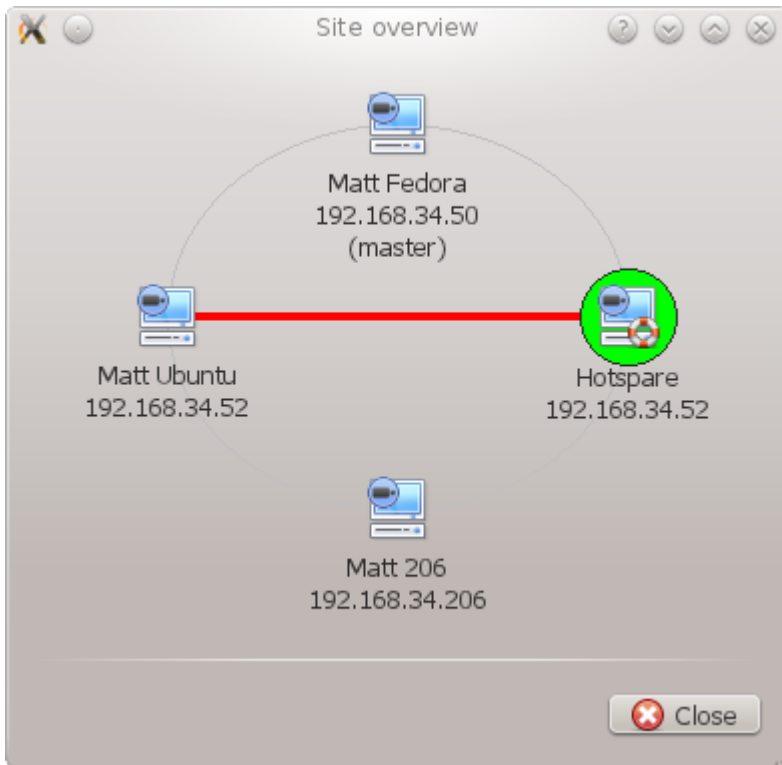 Site overview
Matt Fedora
192.168.34.50
(master)
Matt Ubuntu
192.168.34.52
Hotspare
192.168.34.52
Matt 206
192.168.34.206
Close